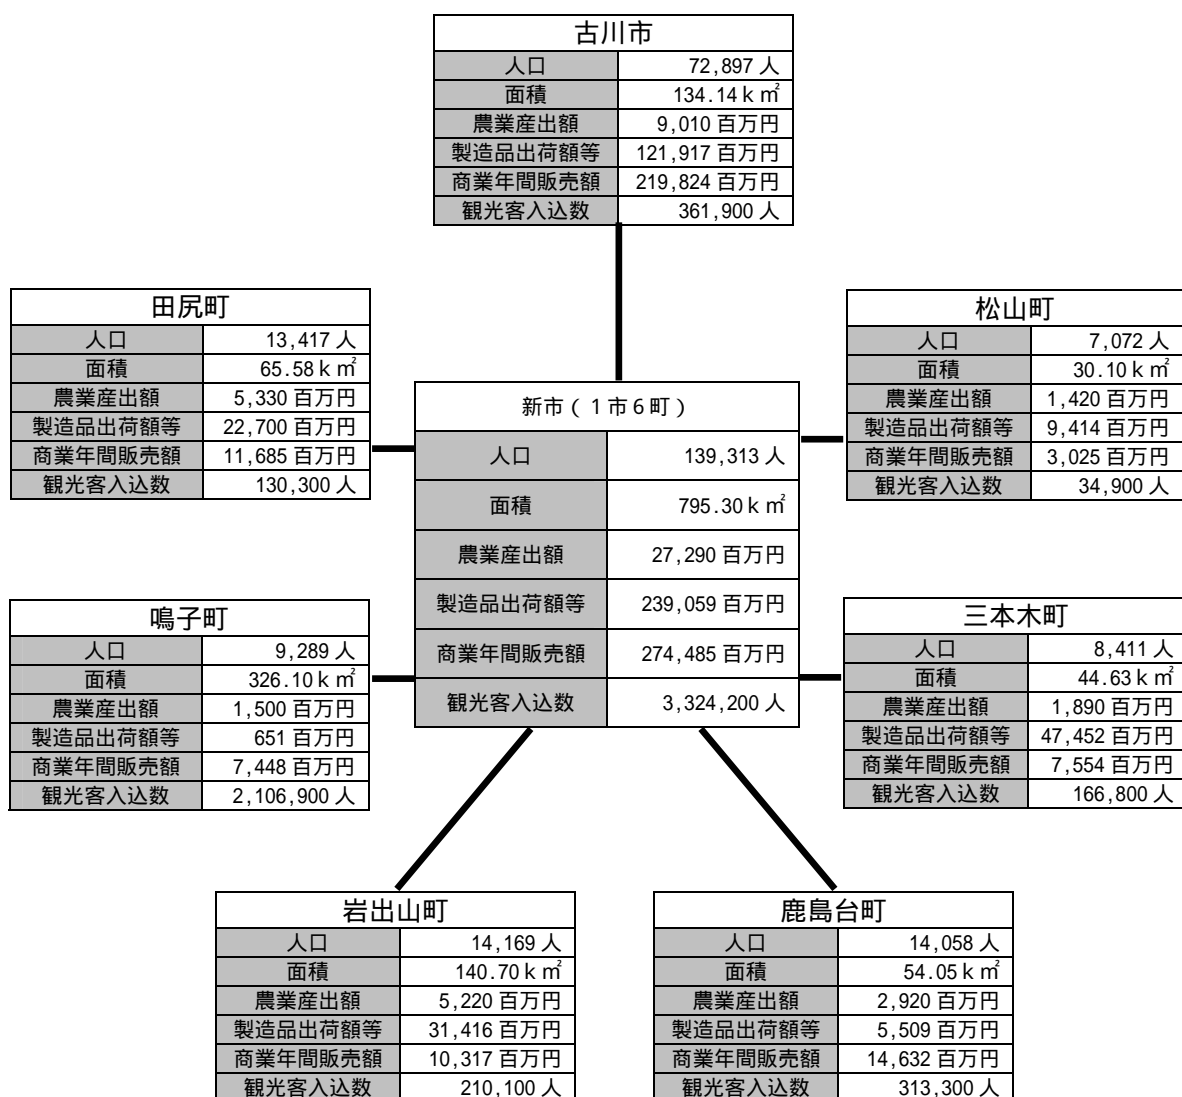 古川市
人口 72,897 人
面積 134.14ｋ㎡
農業産出額 9,010 百万円
製造品出荷額等 121,917 百万円
商業年間販売額 219,824 百万円
観光客入込数 361,900 人
田尻町
人口 13,417 人
面積 65.58ｋ㎡
農業産出額 5,330 百万円
製造品出荷額等 22,700 百万円
商業年間販売額 11,685 百万円
観光客入込数 130,300 人
松山町
人口 7,072 人
面積 30.10ｋ㎡
農業産出額 1,420 百万円
製造品出荷額等 9,414 百万円
商業年間販売額 3,025 百万円
観光客入込数 34,900 人
新市（１市６町）
人口 139,313 人
面積 795.30ｋ㎡
農業産出額 27,290 百万円
製造品出荷額等 239,059 百万円
商業年間販売額 274,485 百万円
観光客入込数 3,324,200 人
鳴子町
人口 9,289 人
面積 326.10ｋ㎡
農業産出額 1,500 百万円
製造品出荷額等 651 百万円
商業年間販売額 7,448 百万円
観光客入込数 2,106,900 人
三本木町
人口 8,411 人
面積 44.63ｋ㎡
農業産出額 1,890 百万円
製造品出荷額等 47,452 百万円
商業年間販売額 7,554 百万円
観光客入込数 166,800 人
岩出山町
人口 14,169 人
面積 140.70ｋ㎡
農業産出額 5,220 百万円
製造品出荷額等 31,416 百万円
商業年間販売額 10,317 百万円
観光客入込数 210,100 人
鹿島台町
人口 14,058 人
面積 54.05ｋ㎡
農業産出額 2,920 百万円
製造品出荷額等 5,509 百万円
商業年間販売額 14,632 百万円
観光客入込数 313,300 人